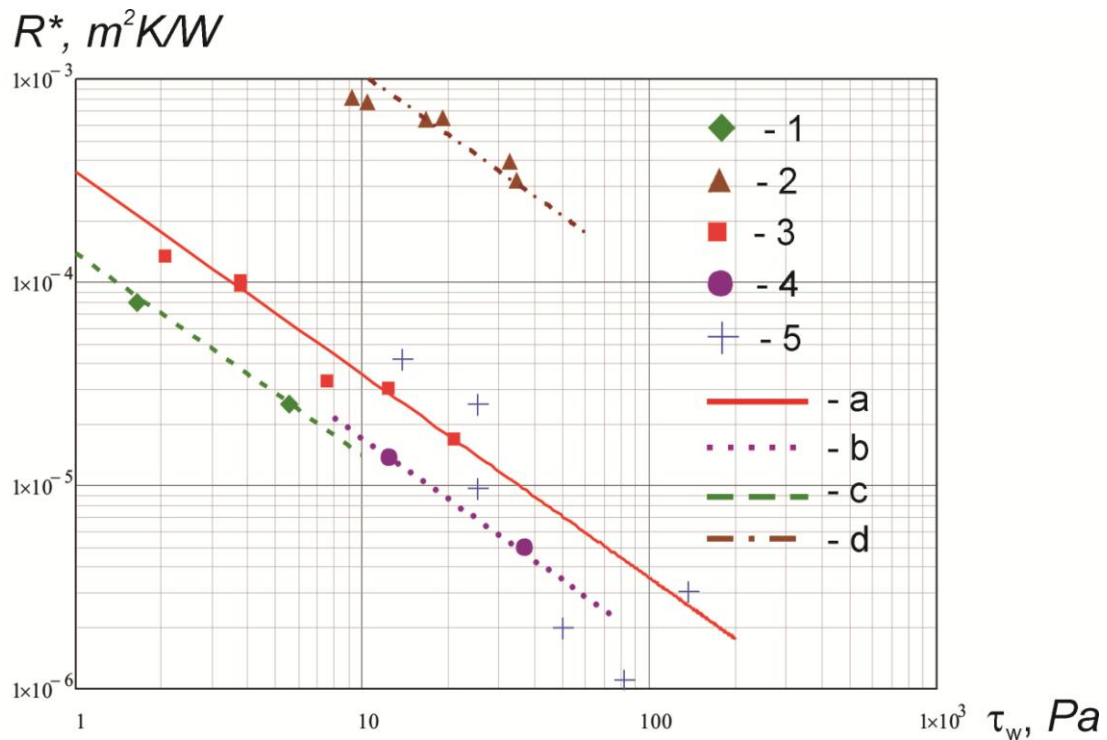 R*, m²K/W
1×10⁻³
1×10⁻⁴
1×10⁻⁵
1×10⁻⁶
- 1
- 2
- 3
- 4
- 5
- a
- b
- c
- d
1 10 100 1×10³ τw, Pa